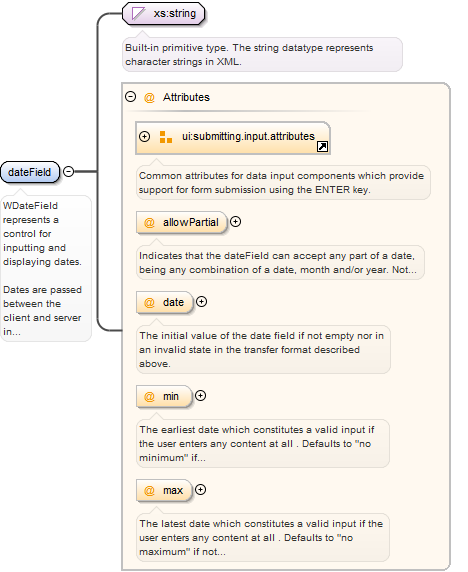 xs:string
Built-in primitive type. The string datatype represents
character strings in XML.
@ Attributes
ui:submitting.input.attributes
Common attributes for data input components which provide
support for form submission using the ENTER key.
@ allowPartial
Indicates that the dateField can accept any part of a date,
being any combination of a date, month and/or year. Not...
dateField
WDateField
represents a
control for
inputting and
displaying dates.
Dates are passed
between the
client and server
in...
@ date
The initial value of the date field if not empty nor in
an invalid state in the transfer format described
above.
@ min
The earliest date which constitutes a valid input if
the user enters any content at all . Defaults to "no
minimum" if...
@ max
The latest date which constitutes a valid input if the
user enters any content at all . Defaults to "no
maximum" if not...